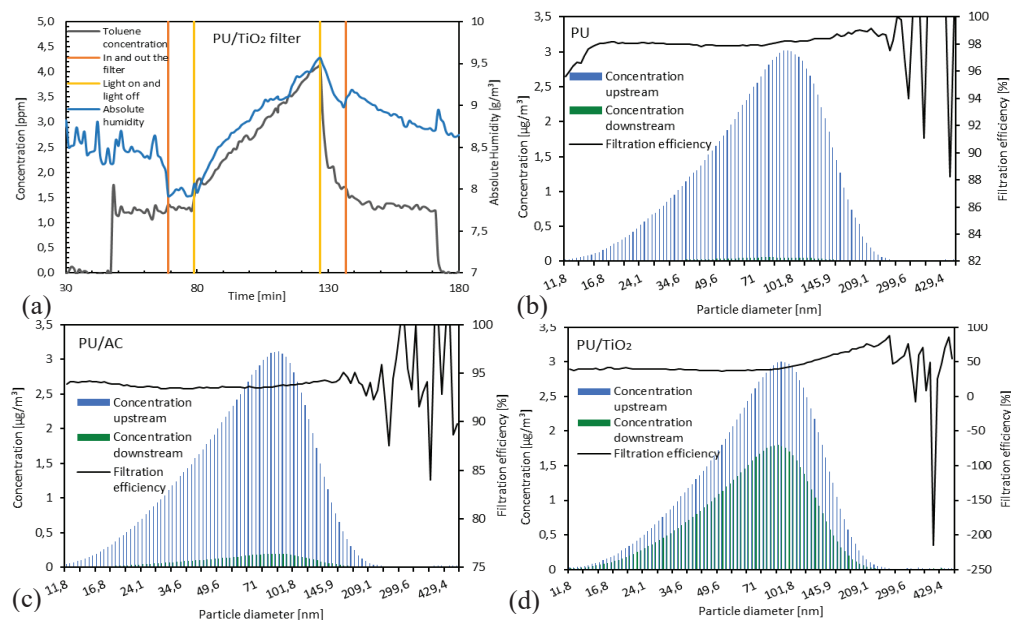 5,0
4,5
4,0
3,5
3,0
2,5
2,0
1,5
1,0
0,5
0,0
Concentration [ppm]
Toluene
concentration
In and out the
filter
Light on and
light off
Absolute
humidity
PU/TiO₂ filter
10
9,5
9
8,5
8
7,5
7
Absolute Humidity [g/m³]
30
80
130
180
Time [min]
(a)
3,5
3
2,5
2
1,5
1
0,5
0
Concentration [µg/m³]
PU
Concentration
upstream
Concentration
downstream
Filtration efficiency
100
98
96
94
92
90
88
86
84
82
Filtration efficiency [%]
11,8
16,8
24,1
34,6
49,6
71
101,8
145,9
209,1
299,6
429,4
Particle diameter [nm]
(b)
3,5
3
2,5
2
1,5
1
0,5
0
Concentration [µg/m³]
PU/AC
Concentration
upstream
Concentration
downstream
Filtration
efficiency
100
95
90
85
80
75
Filtration efficiency [%]
11,8
16,8
24,1
34,6
49,6
71
101,8
145,9
209,1
299,6
429,4
Particle diameter [nm]
(c)
3,5
3
2,5
2
1,5
1
0,5
0
Concentration [µg/m³]
PU/TiO₂
Concentration
upstream
Concentration
downstream
Filtration efficiency
100
50
0
-50
-100
-150
-200
-250
Filtration efficiency [%]
11,8
16,8
24,1
34,6
49,6
71
101,8
145,9
209,1
299,6
429,4
Particle diameter [nm]
(d)